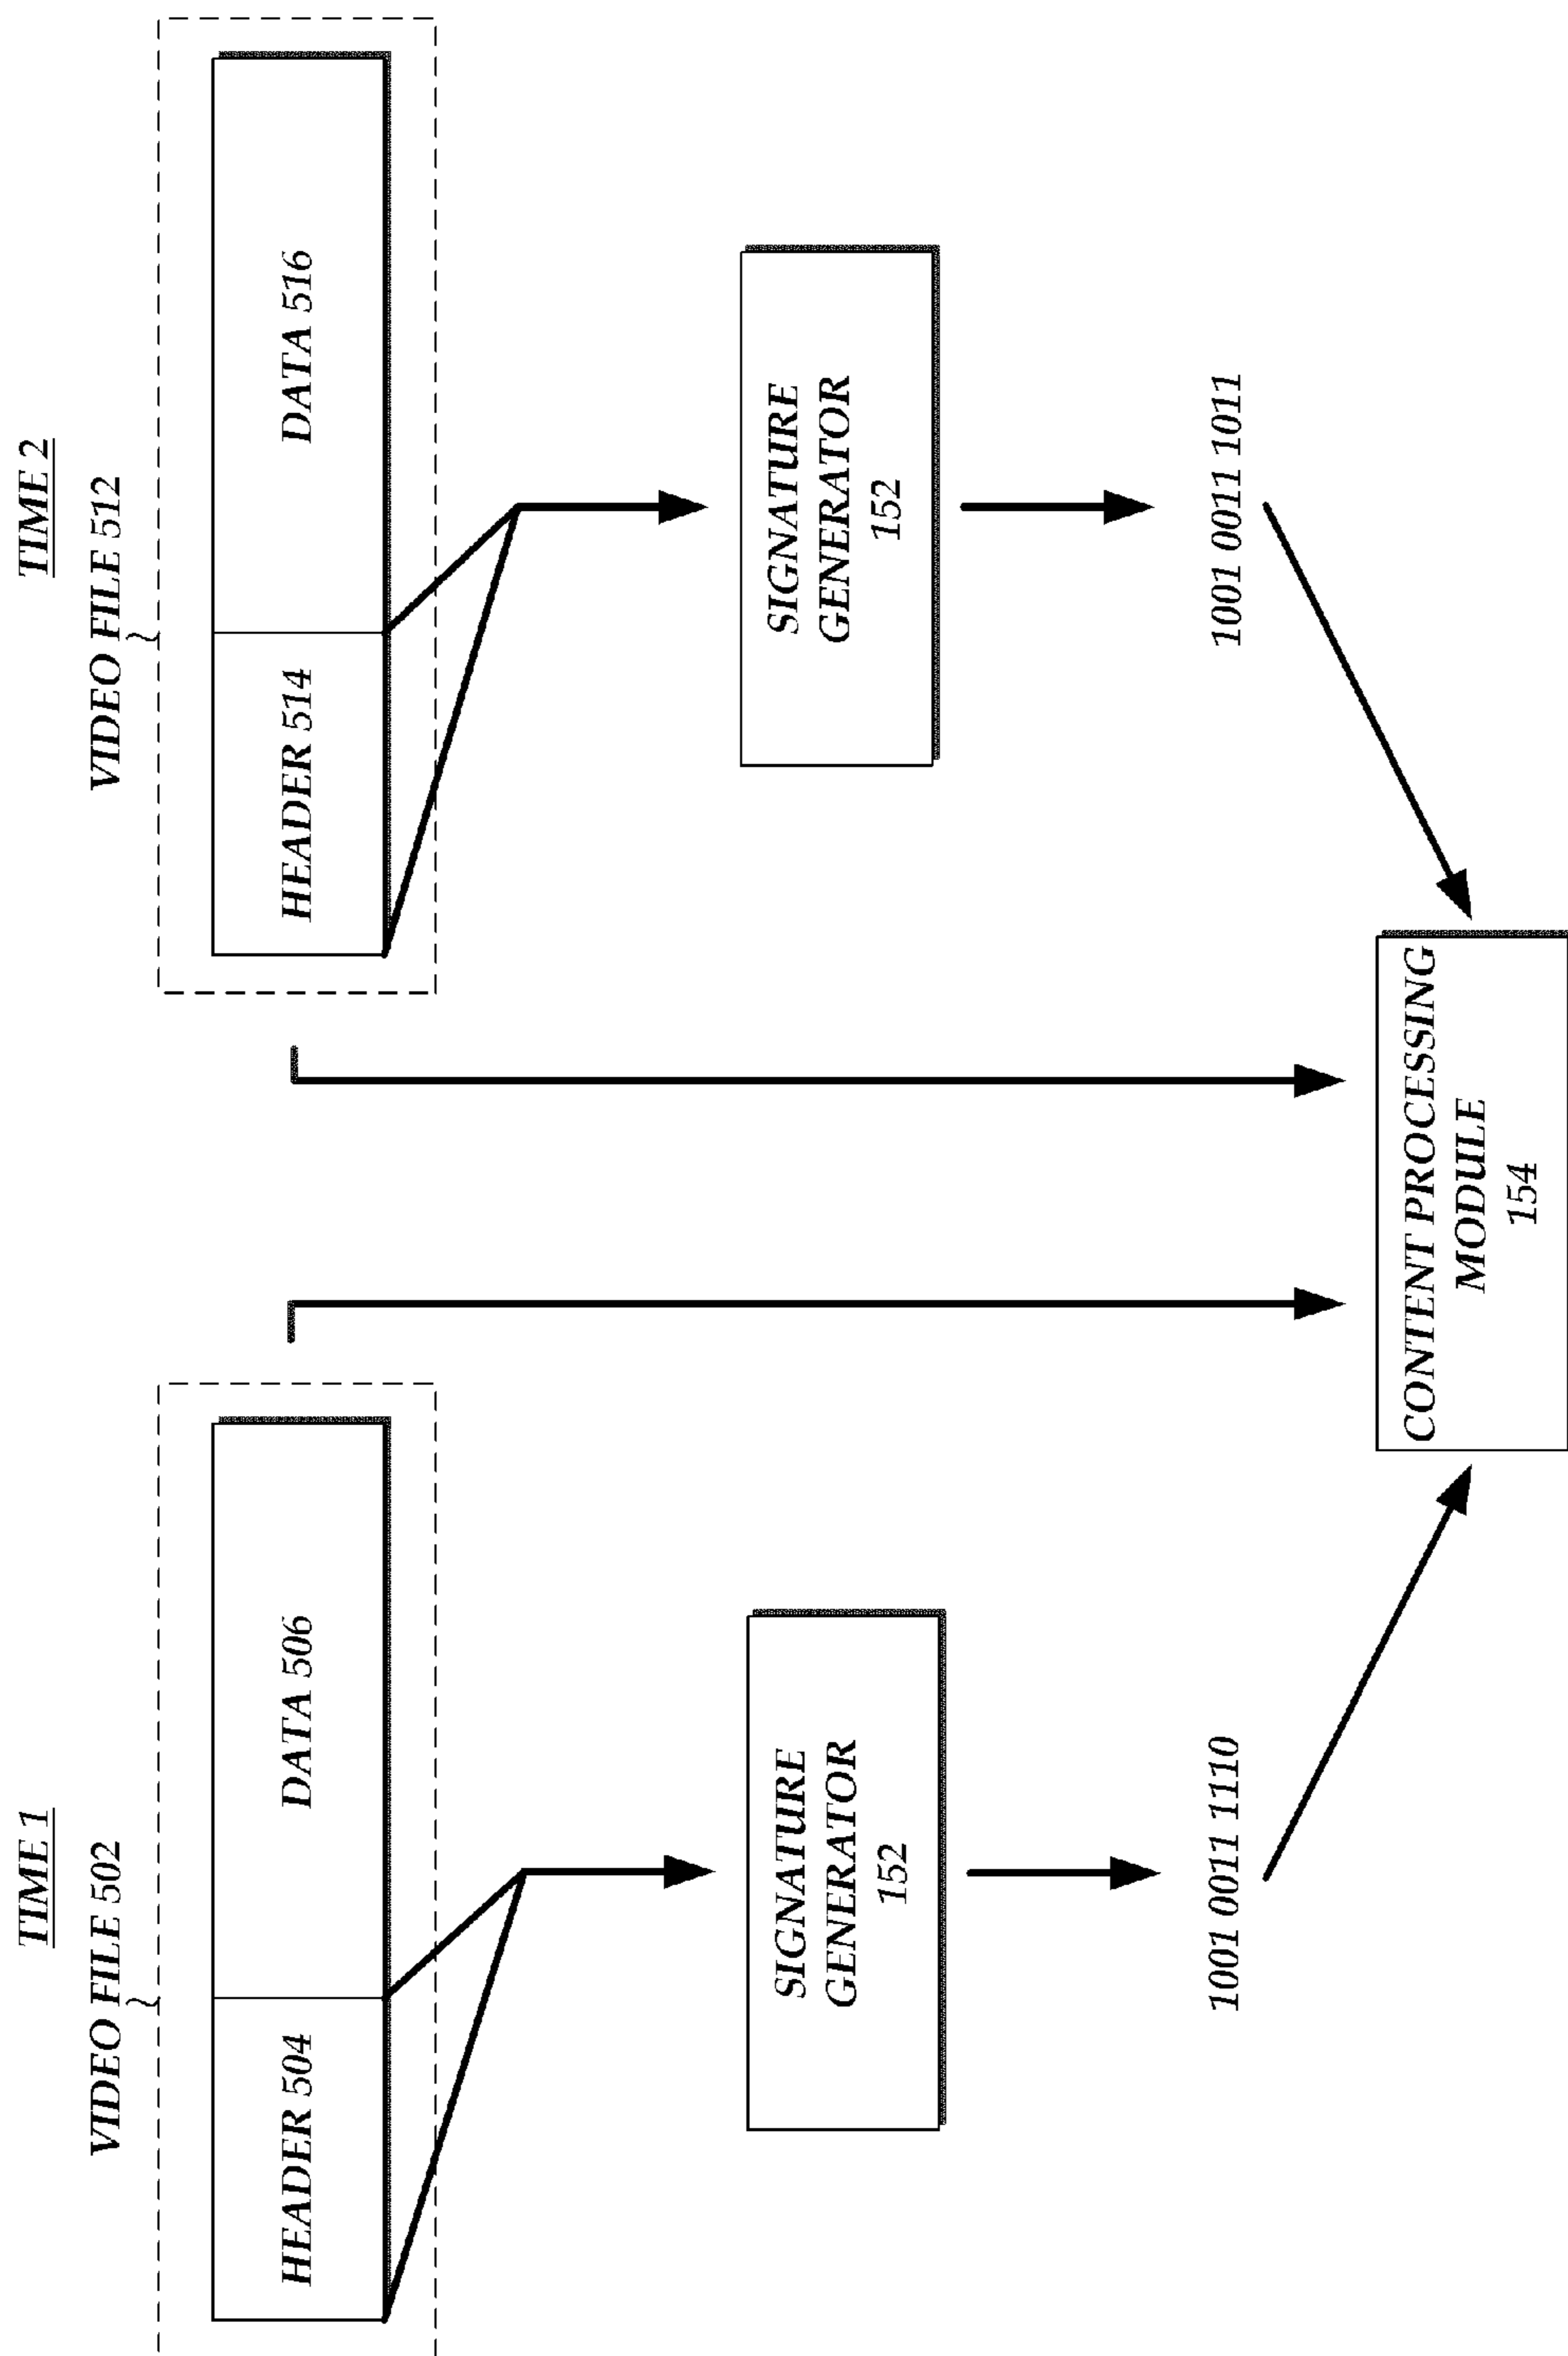 TIME 1
VIDEO FILE 502
HEADER 504
DATA 506
SIGNATURE
GENERATOR
152
1001 0011 1110
TIME 2
VIDEO FILE 512
HEADER 514
DATA 516
SIGNATURE
GENERATOR
152
1001 0011 1011
CONTENT PROCESSING
MODULE
154